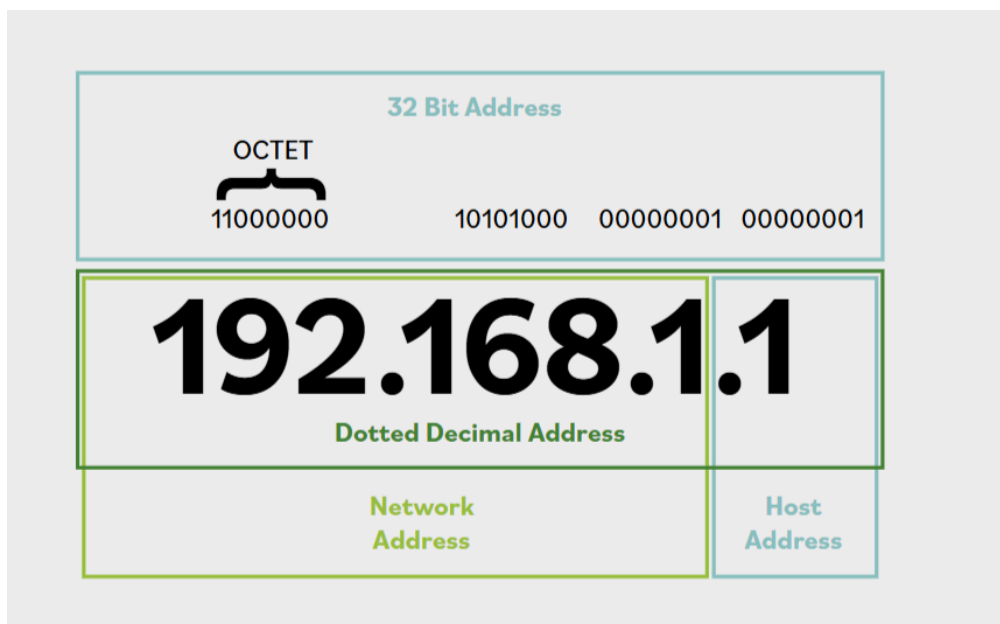 32 Bit Address
OCTET
11000000 10101000 00000001 00000001
192.168.1.1
Dotted Decimal Address
Network
Address
Host
Address